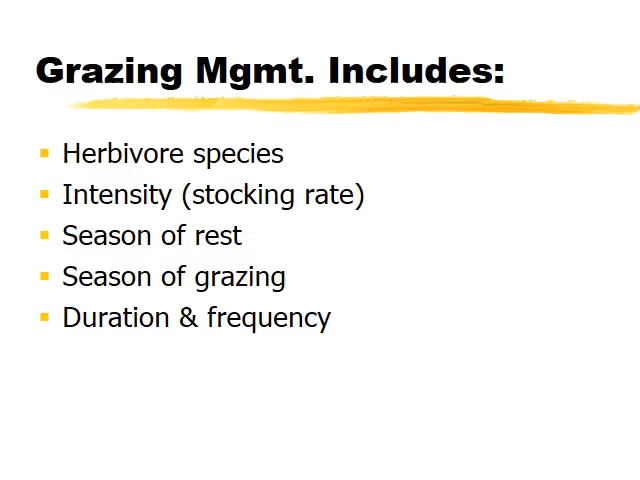 Grazing Mgmt. Includes:
Herbivore species
Intensity (stocking rate)
Season of rest
Season of grazing
Duration & frequency